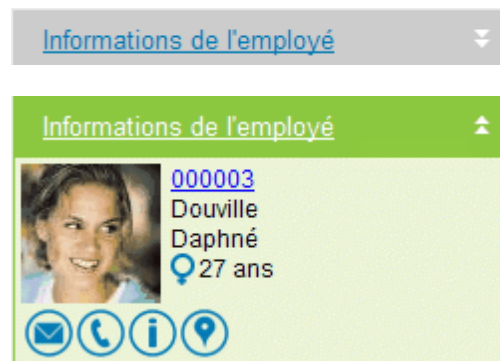 Informations de l'employé
Informations de l'employé
000003
Douville
Daphné
27 ans